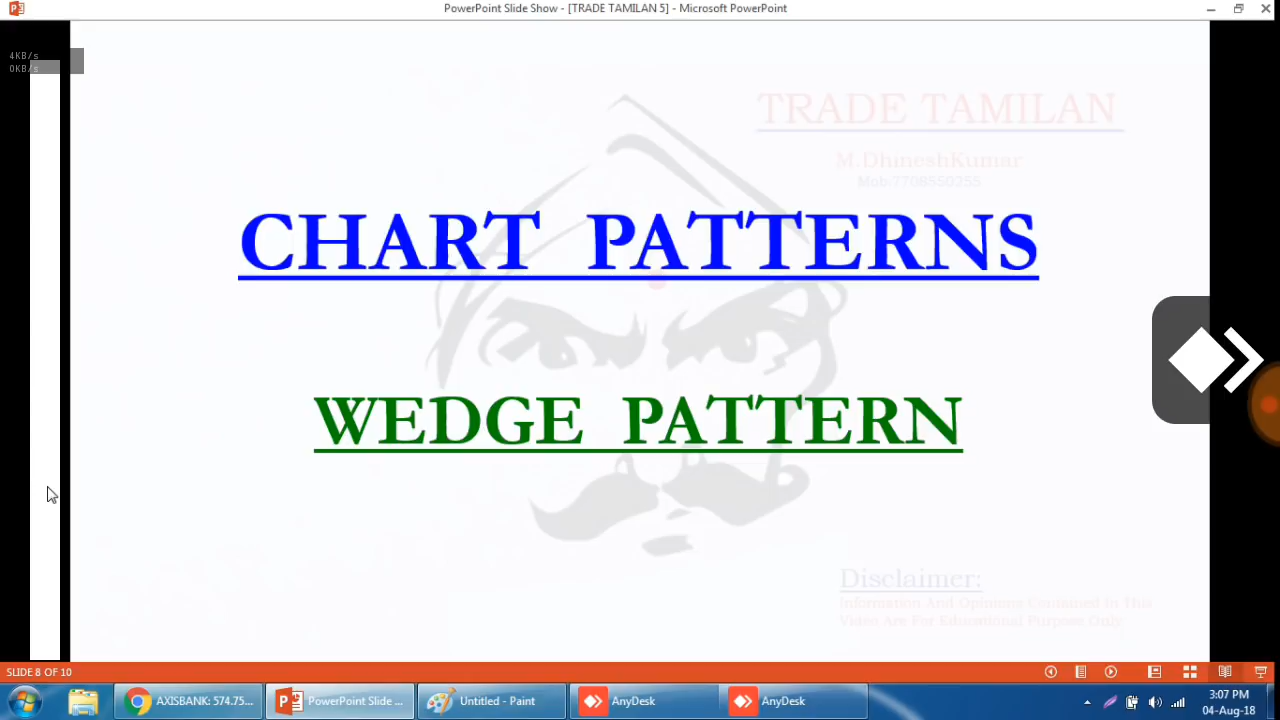 PowerPoint Slide Show - [TRADE TAMILAN 5] - Microsoft PowerPoint
4KB/s
0KB/s
TRADE TAMILAN
M.DhineshKumar
Mob:7708550255
CHART PATTERNS
WEDGE PATTERN
Disclaimer:
Information And Opinions Contained In This
Video Are For Educational Purpose Only
SLIDE 8 OF 10
AXISBANK: 574.75...
PowerPoint Slide ...
Untitled - Paint
AnyDesk
AnyDesk
3:07 PM
04-Aug-18